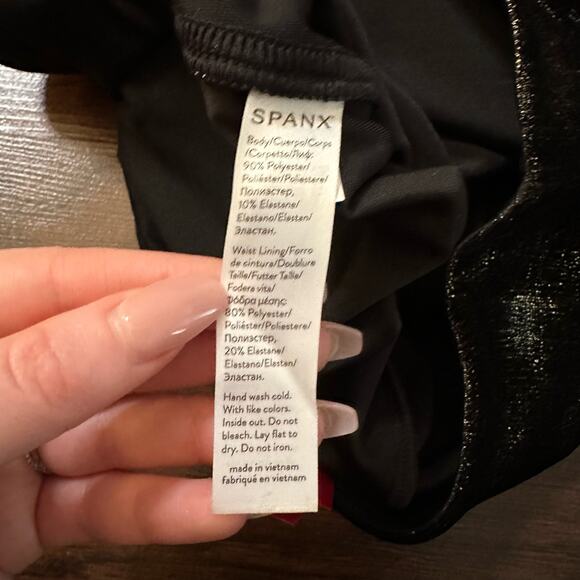 SPANX®
Body/Cuerpo/Corps
/Corpetto/Лиф:
90% Polyester/
Poliéster/Poliestere/
Полиэстер,
10% Elastane/
Elastano/Elastan/
Эластан.
Waist Lining/Forro
de cintura/Doublure
Taille/Futter Taille/
Fodera vita/
Φόδρα μέσης:
80% Polyester/
Poliéster/Poliestere/
Полиэстер,
20% Elastane/
Elastano/Elastan/
Эластан.
Hand wash cold.
With like colors.
Inside out. Do not
bleach. Lay flat to
dry. Do not iron.
made in vietnam
fabriqué en vietnam